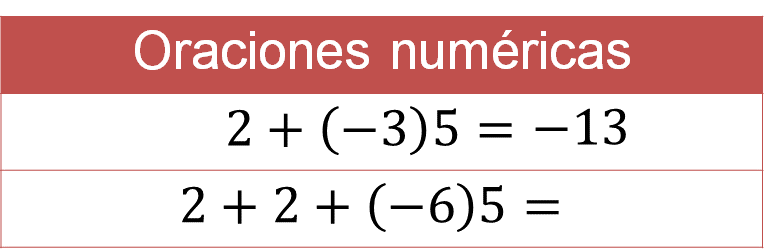 Oraciones numéricas
2 + (−3)5 = −13
2 + 2 + (−6)5 =